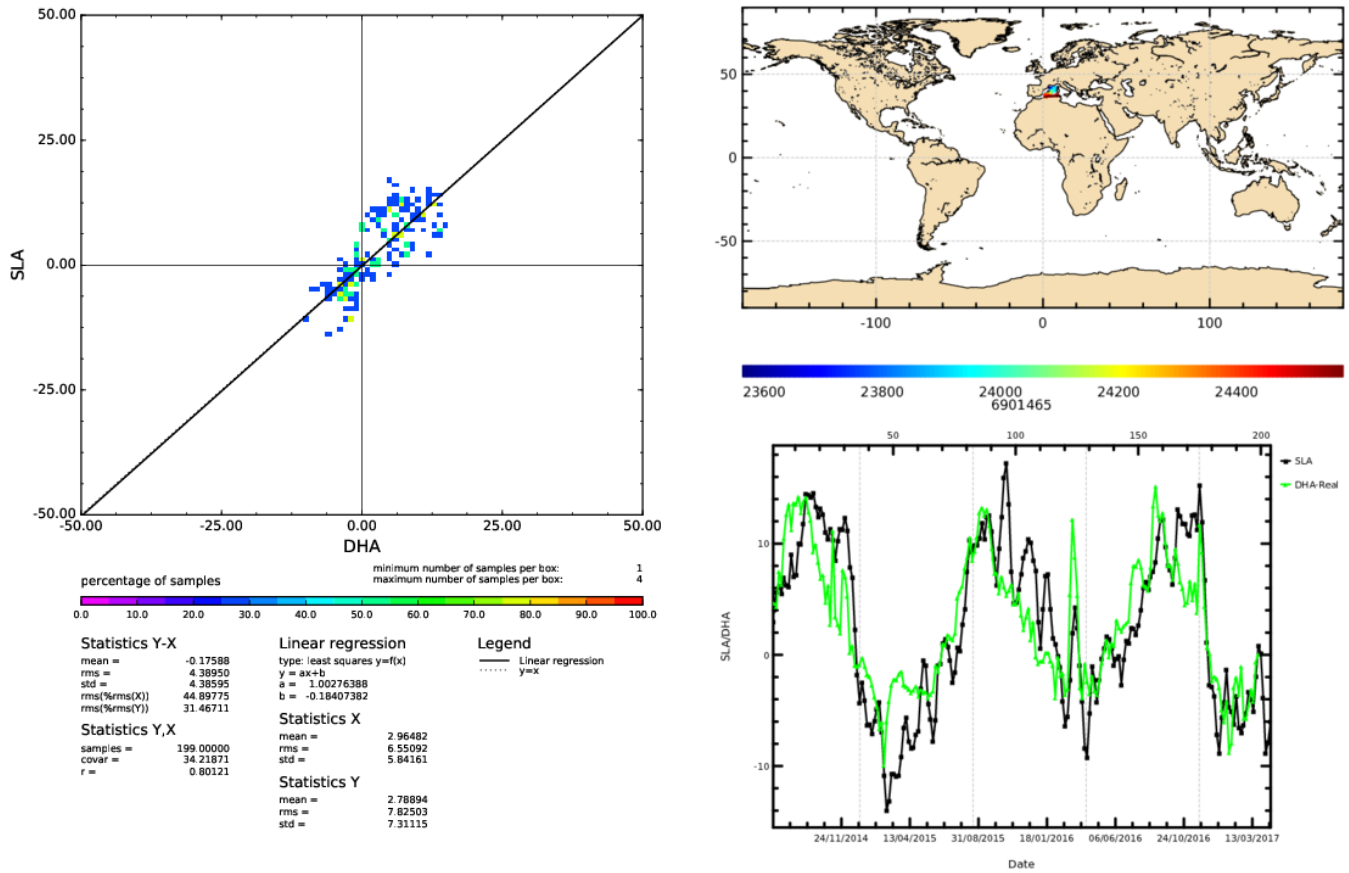 50.00
25.00
0.00
-25.00
-50.00
SLA
-50.00 -25.00 0.00 25.00 50.00
DHA
percentage of samples
minimum number of samples per box: 1
maximum number of samples per box: 4
0.0 10.0 20.0 30.0 40.0 50.0 60.0 70.0 80.0 90.0 100.0
Statistics Y-X
mean = -0.17588
rms = 4.38950
std = 4.38595
rms(%rms(X)) 44.89775
rms(%rms(Y)) 31.46711
Statistics Y,X
samples = 199.00000
covar = 34.21871
r = 0.80121
Linear regression
type: least squares y=f(x)
y = ax+b
a = 1.00276388
b = -0.18407382
Statistics X
mean = 2.96482
rms = 6.55092
std = 5.84161
Statistics Y
mean = 2.78894
rms = 7.82503
std = 7.31115
Legend
Linear regression
y=x
50
0
-50
-100 0 100
23600 23800 24000 24200 24400
6901465
50 100 150 200
SLA
DHA-Real
10
0
-10
SLA/DHA
24/11/2014 13/04/2015 31/08/2015 18/01/2016 06/06/2016 24/10/2016 13/03/2017
Date